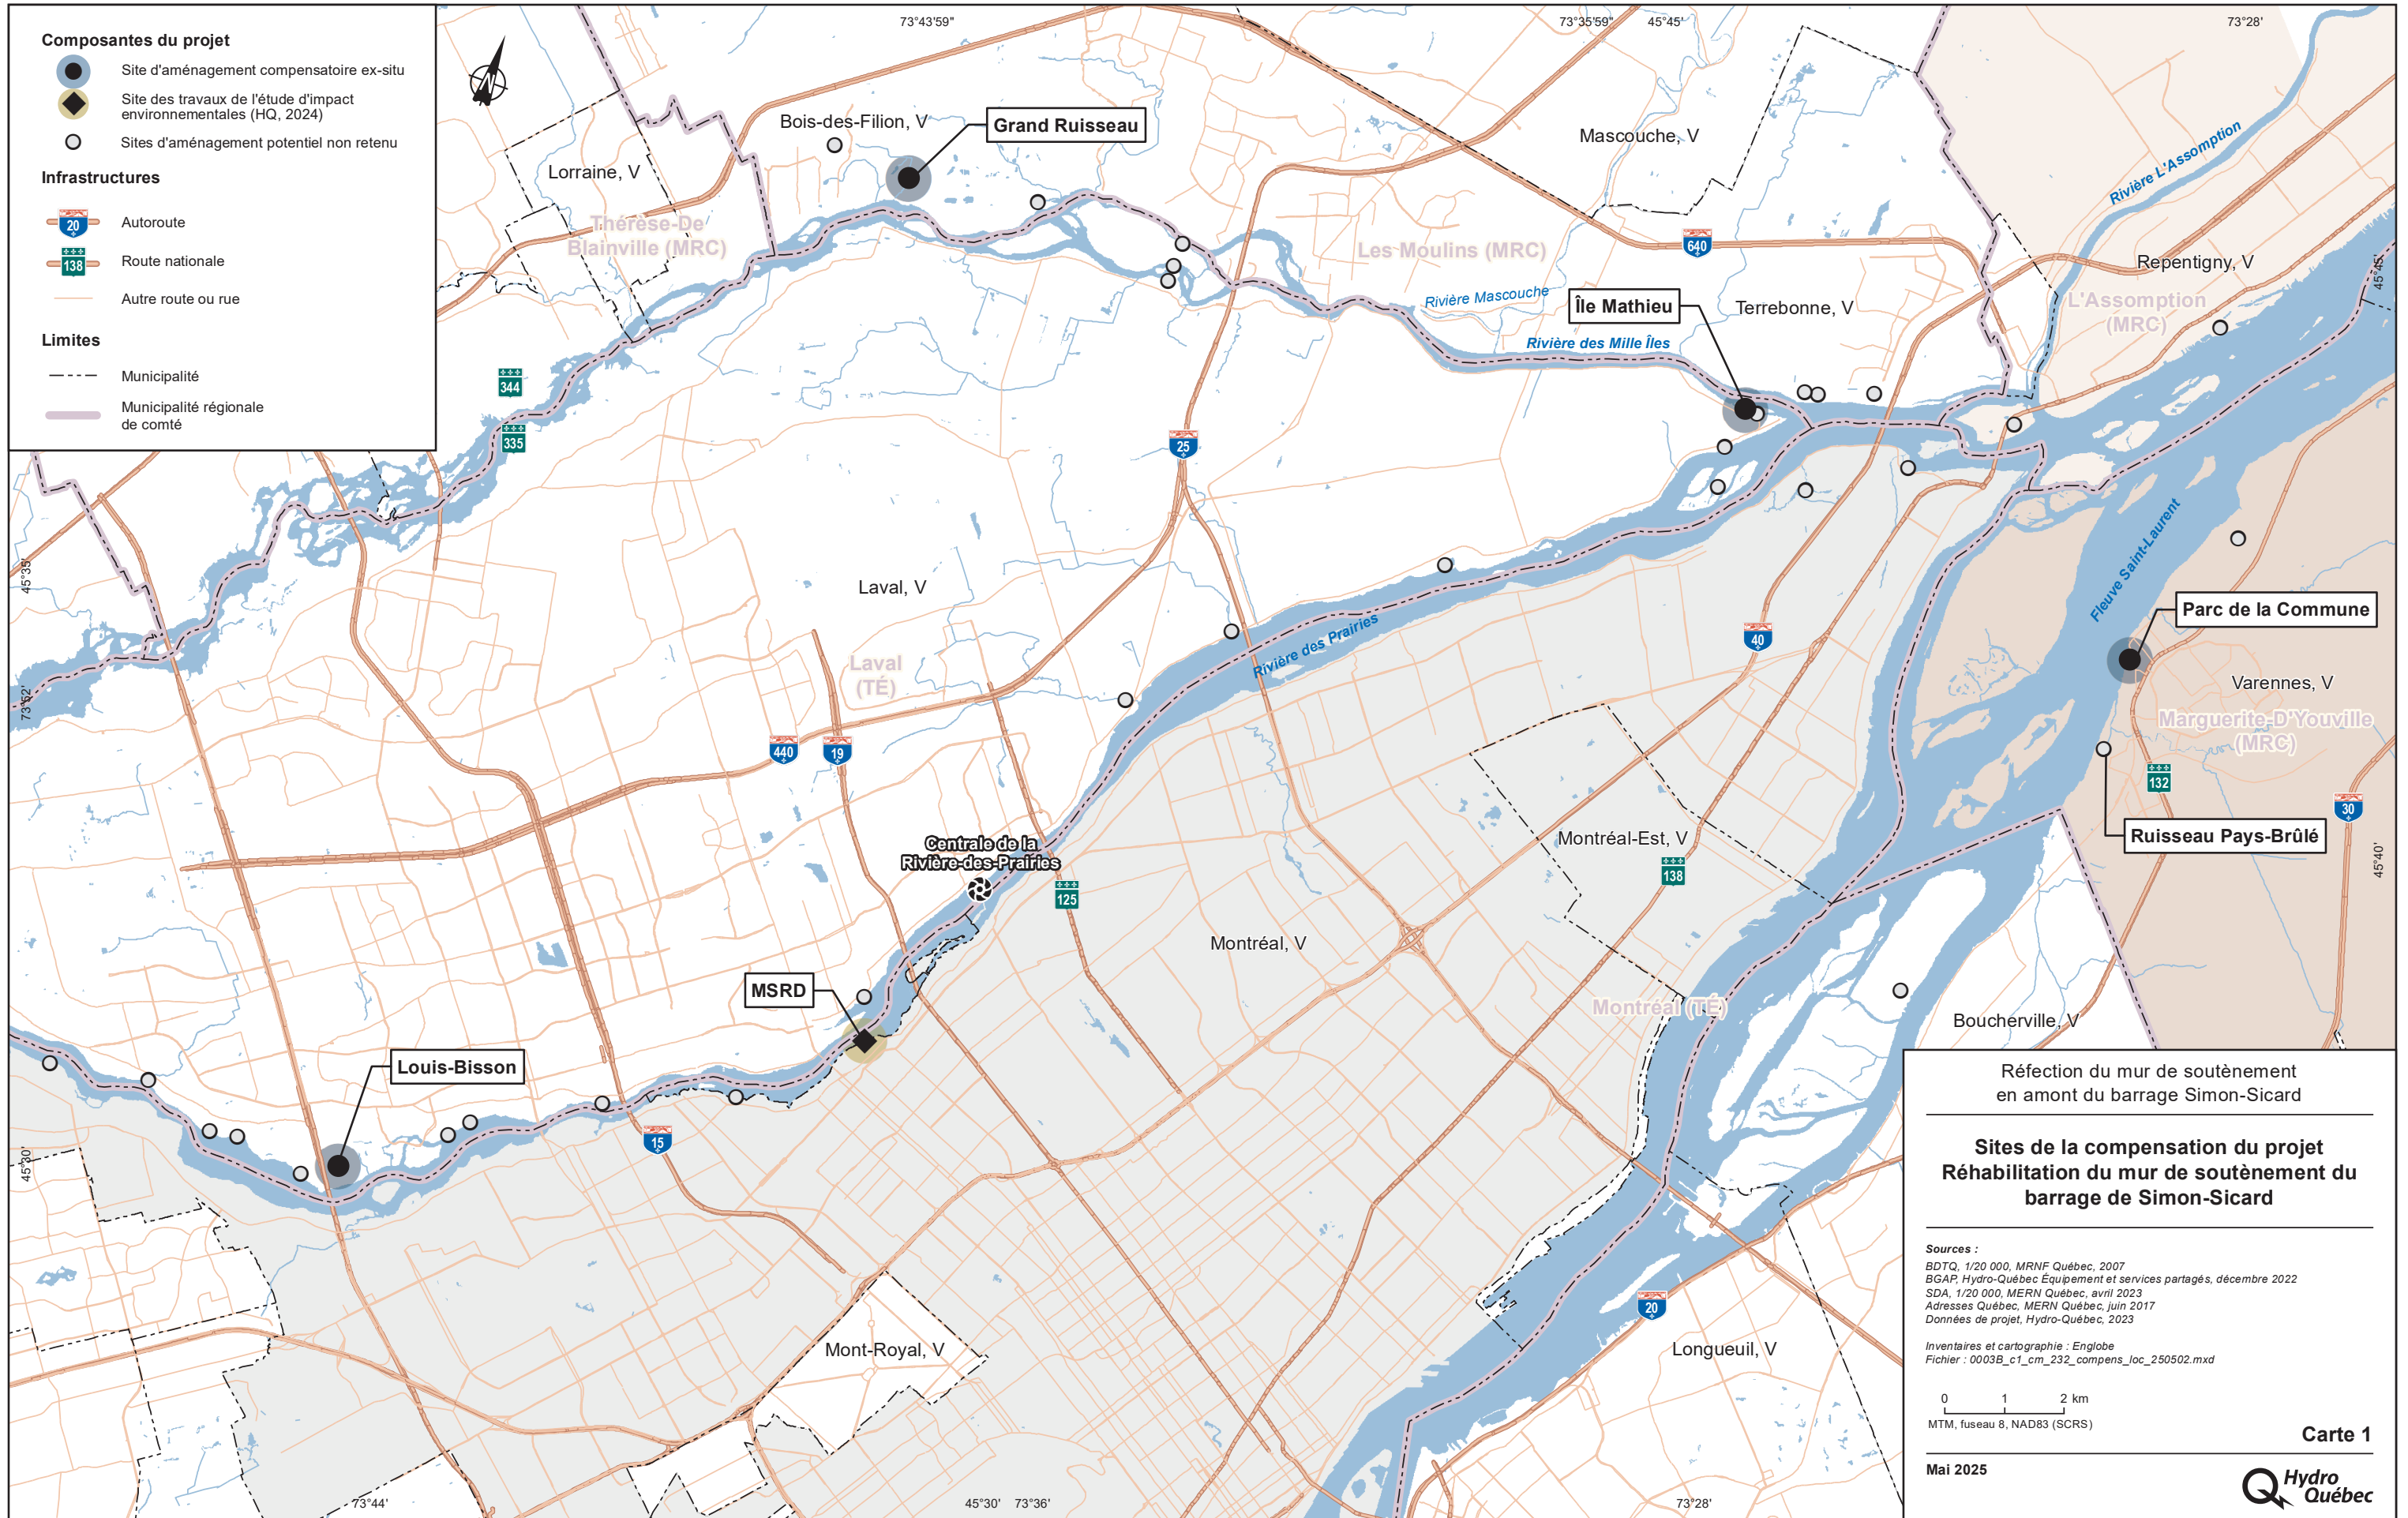 Composantes du projet
Site d'aménagement compensatoire ex-situ
Site des travaux de l'étude d'impact
environnementales (HQ, 2024)
Sites d'aménagement potentiel non retenu
Infrastructures
20
Autoroute
138
Route nationale
Autre route ou rue
Limites
Municipalité
Municipalité régionale
de comté
N
73°43'59"
73°35'59"
45°45'
73°28'
Bois-des-Filion, V
Grand Ruisseau
Mascouche, V
Lorraine, V
Rivière L'Assomption
Thérèse-De
Blainville (MRC)
Les Moulins (MRC)
640
Repentigny, V
45°45'
Rivière Mascouche
Île Mathieu
Terrebonne, V
L'Assomption
(MRC)
Rivière des Mille Îles
344
335
25
45°35'
Laval, V
Fleuve Saint-Laurent
Parc de la Commune
Rivière des Prairies
40
Laval
(TÉ)
Varennes, V
73°52'
Marguerite-D'Youville
(MRC)
440
19
132
30
Centrale de la
Rivière-des-Prairies
Montréal-Est, V
Ruisseau Pays-Brûlé
138
45°40'
125
Montréal, V
MSRD
Montréal (TÉ)
Boucherville, V
Louis-Bisson
15
45°30'
20
Mont-Royal, V
Longueuil, V
73°44'
45°30'
73°36'
73°28'
Réfection du mur de soutènement
en amont du barrage Simon-Sicard
Sites de la compensation du projet
Réhabilitation du mur de soutènement du
barrage de Simon-Sicard
Sources :
BDTQ, 1/20 000, MRNF Québec, 2007
BGAP, Hydro-Québec Équipement et services partagés, décembre 2022
SDA, 1/20 000, MERN Québec, avril 2023
Adresses Québec, MERN Québec, juin 2017
Données de projet, Hydro-Québec, 2023
Inventaires et cartographie : Englobe
Fichier : 0003B_c1_cm_232_compens_loc_250502.mxd
0 1 2 km
MTM, fuseau 8, NAD83 (SCRS)
Carte 1
Mai 2025
Hydro
Québec